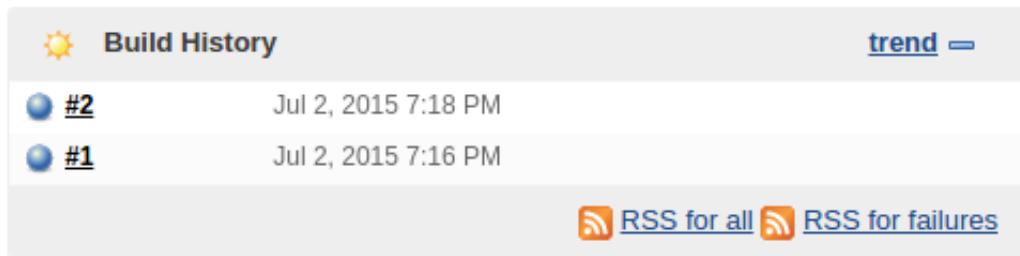 Build History trend
#2 Jul 2, 2015 7:18 PM
#1 Jul 2, 2015 7:16 PM
RSS for all RSS for failures